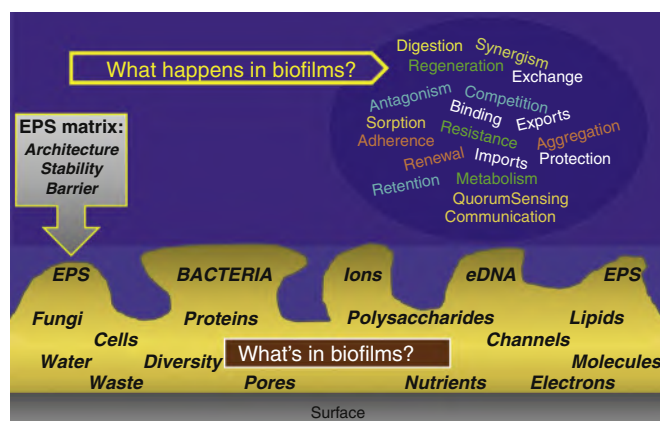 What happens in biofilms?
Digestion
Synergism
Regeneration
Exchange
Antagonism
Competition
Binding
Exports
Sorption
Resistance
Aggregation
Adherence
Renewal
Imports
Protection
Retention
Metabolism
QuorumSensing
Communication
EPS matrix:
Architecture
Stability
Barrier
EPS BACTERIA Ions eDNA EPS
Fungi Proteins Polysaccharides Lipids
Cells Channels
Water Diversity What's in biofilms? Molecules
Waste Pores Nutrients Electrons
Surface